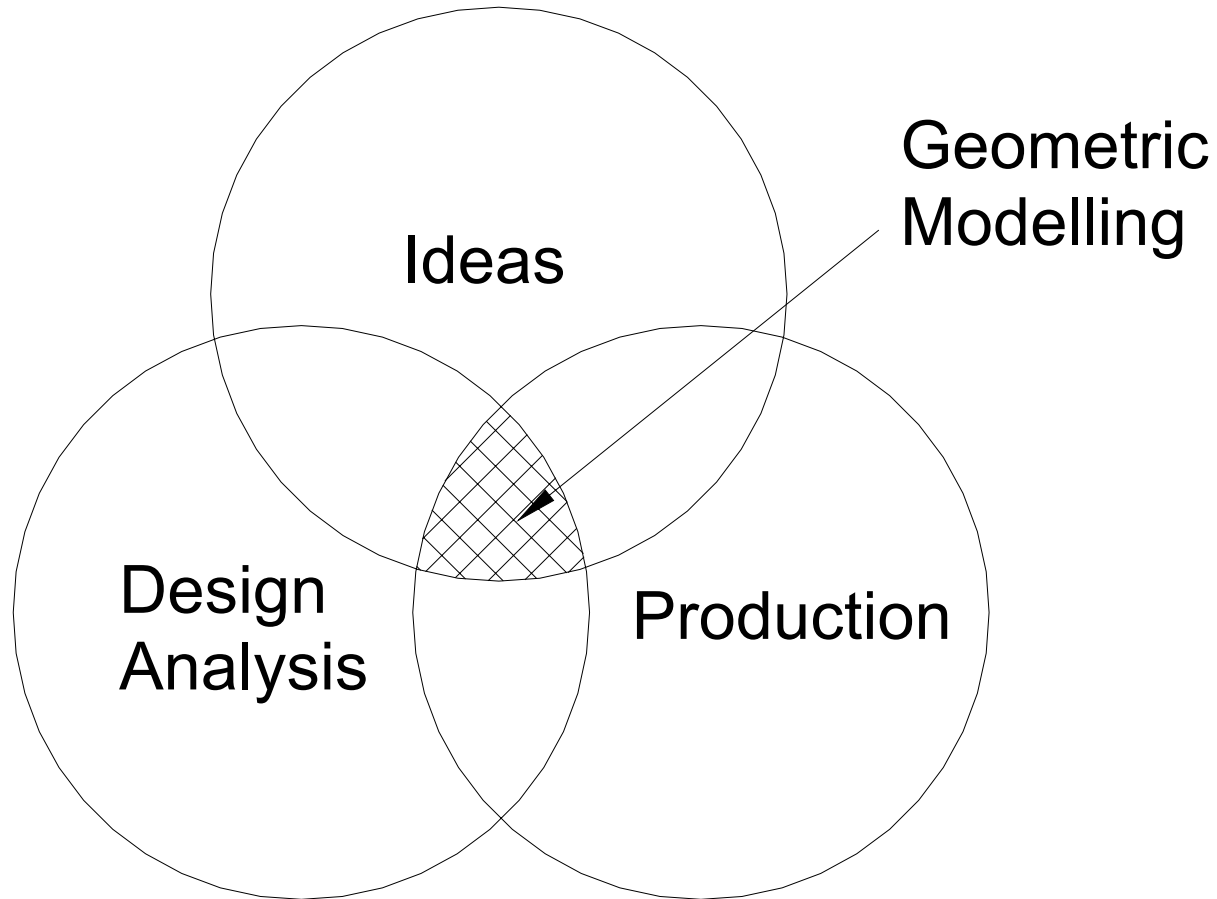 Geometric
Modelling
Ideas
Design
Analysis
Production